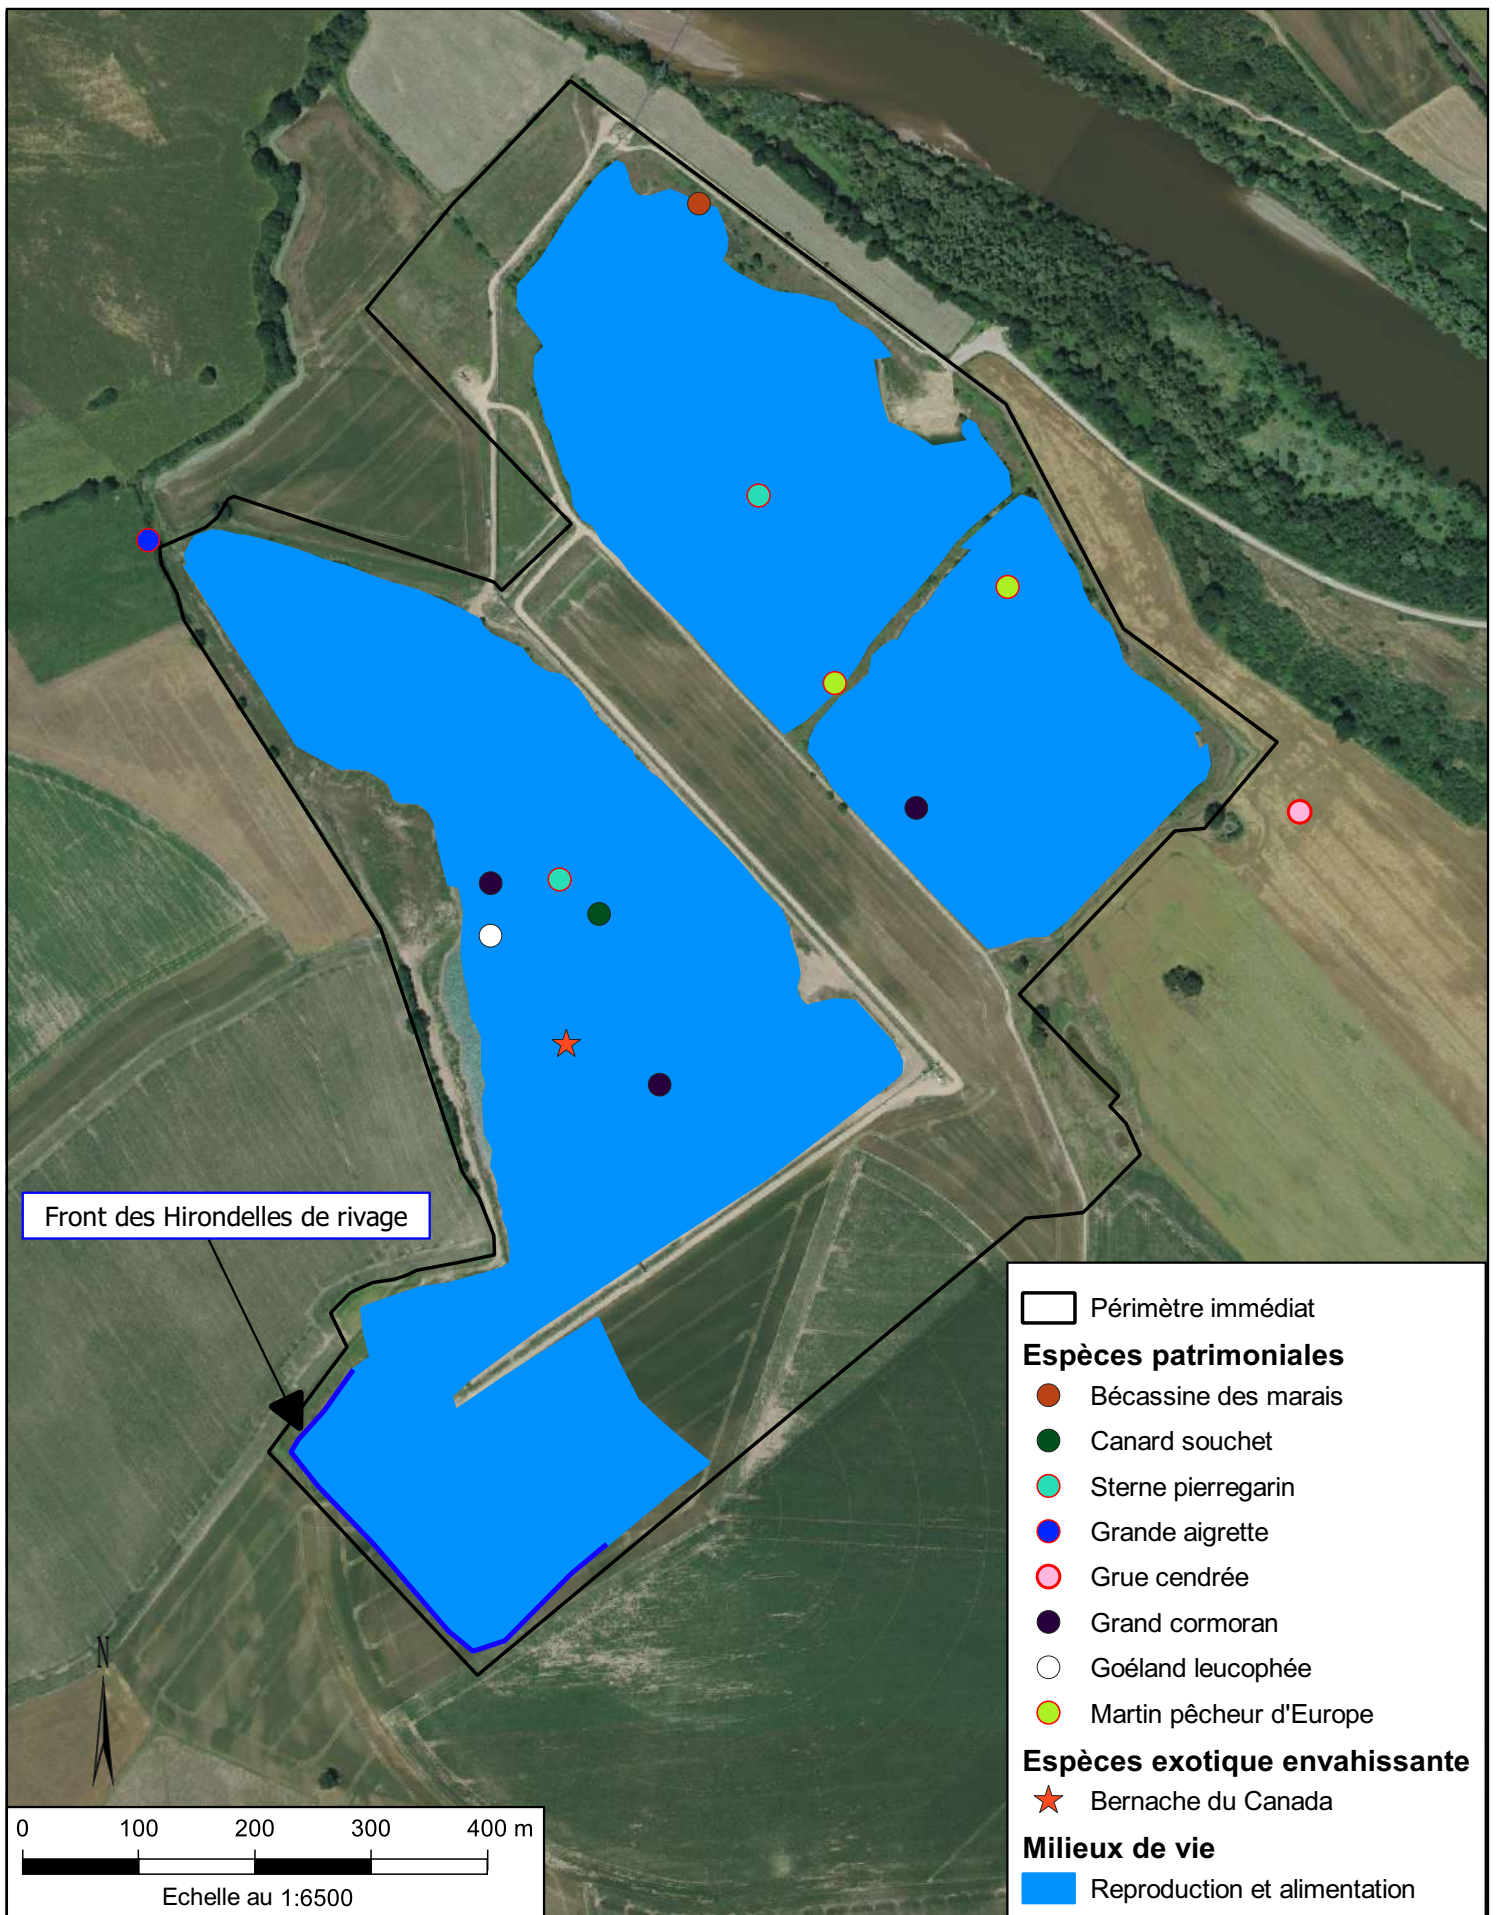 Front des Hirondelles de rivage
Périmètre immédiat
Espèces patrimoniales
Bécassine des marais
Canard souchet
Sterne pierregarin
Grande aigrette
Grue cendrée
Grand cormoran
Goéland leucophée
Martin pêcheur d'Europe
Espèces exotique envahissante
Bernache du Canada
Milieux de vie
Reproduction et alimentation
N
0 100 200 300 400 m
Echelle au 1:6500